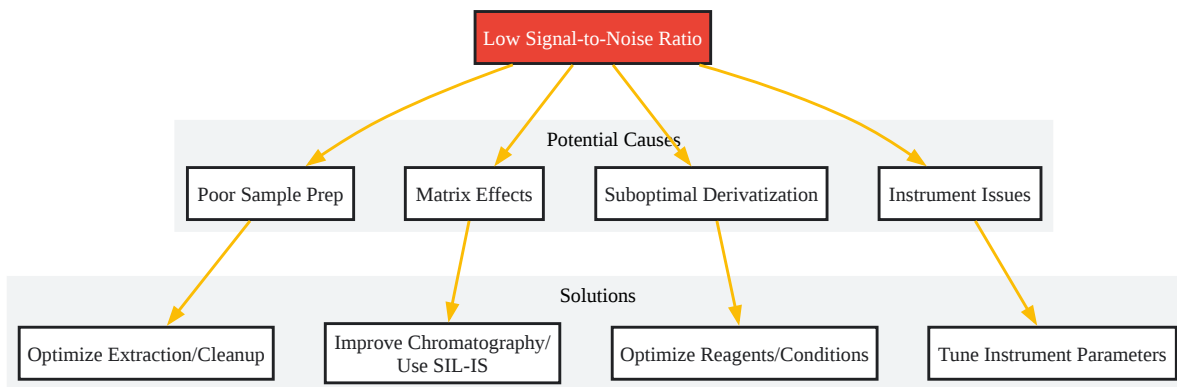 Low Signal-to-Noise Ratio
Potential Causes
Poor Sample Prep
Matrix Effects
Suboptimal Derivatization
Instrument Issues
Solutions
Optimize Extraction/Cleanup
Improve Chromatography/
Use SIL-IS
Optimize Reagents/Conditions
Tune Instrument Parameters